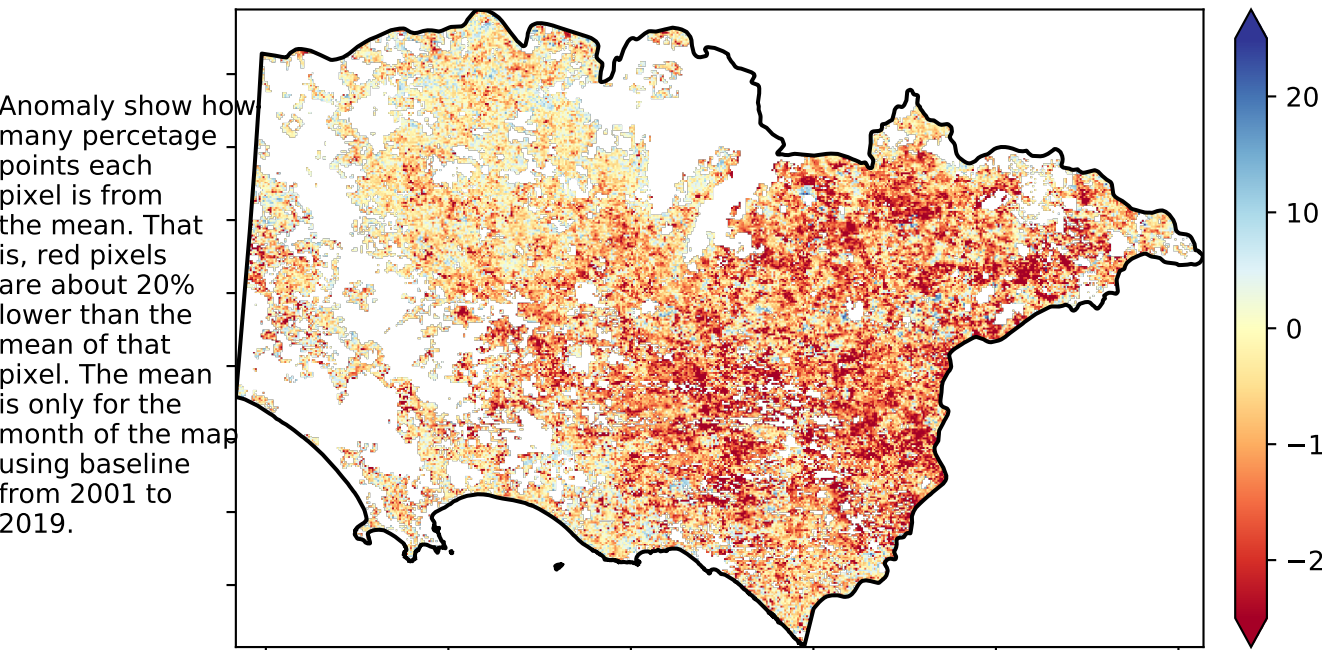 Anomaly show how
many percetage
points each
pixel is from
the mean. That
is, red pixels
are about 20%
lower than the
mean of that
pixel. The mean
is only for the
month of the map
using baseline
from 2001 to
2019.
20
10
0
−1
−2